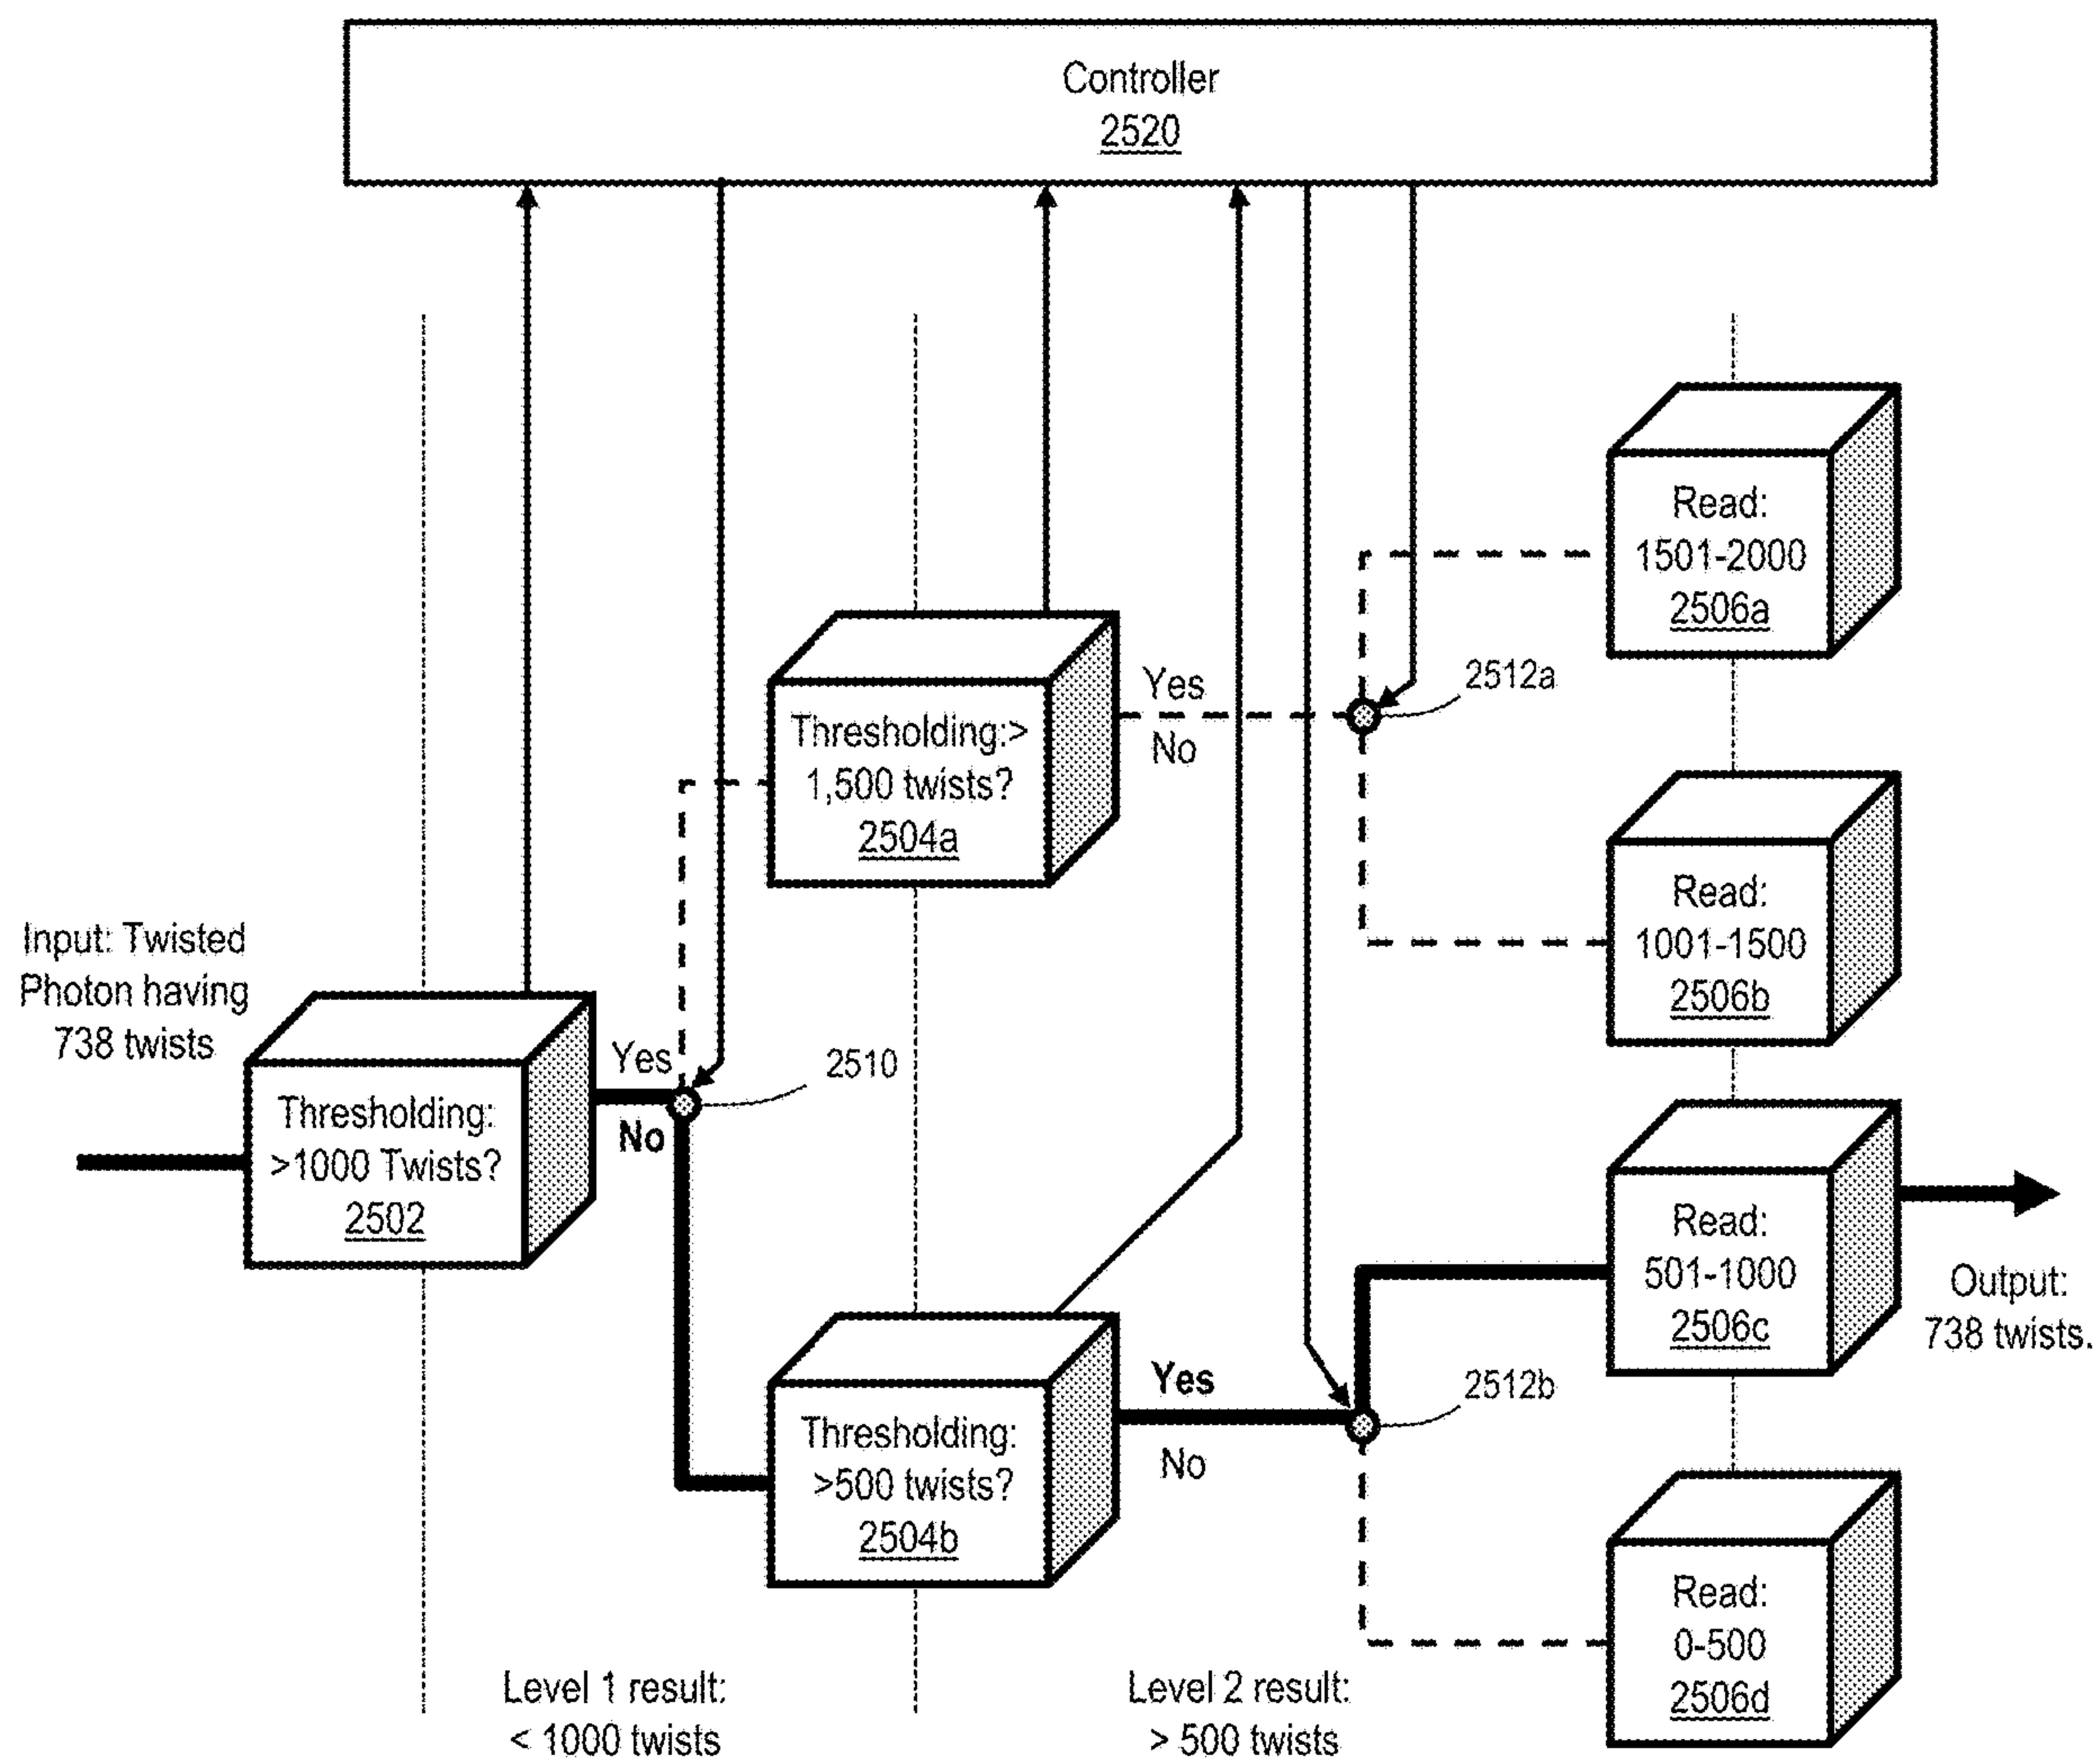 Controller
2520
Read:
1501-2000
2506a
2512a
Yes
No
Thresholding:>
1,500 twists?
2504a
Read:
1001-1500
2506b
Input: Twisted
Photon having
738 twists
Yes
No
2510
Thresholding:
>1000 Twists?
2502
Read:
501-1000
2506c
Output:
738 twists.
Yes
No
2512b
Thresholding:
>500 twists?
2504b
Read:
0-500
2506d
Level 1 result:
< 1000 twists
Level 2 result:
> 500 twists